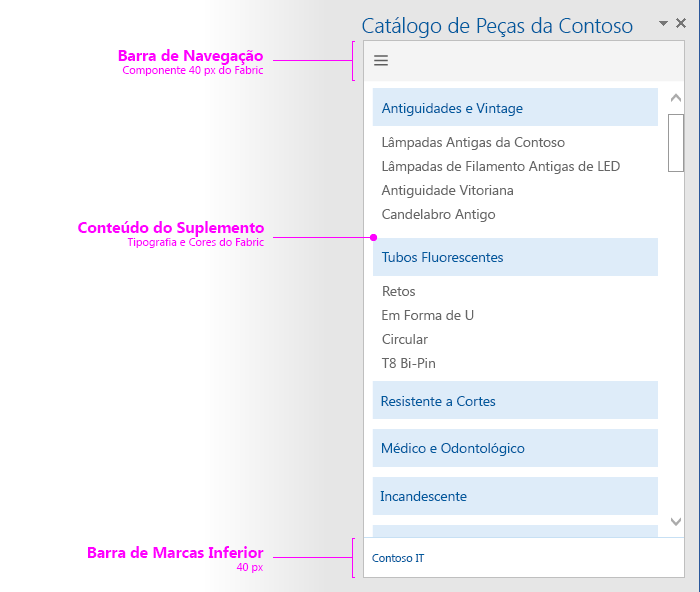 Catálogo de Peças da Contoso
Barra de Navegação
Componente 40 px do Fabric
Antiguidades e Vintage
Lâmpadas Antigas da Contoso
Lâmpadas de Filamento Antigas de LED
Antiguidade Vitoriana
Candelabro Antigo
Conteúdo do Suplemento
Tipografia e Cores do Fabric
Tubos Fluorescentes
Retos
Em Forma de U
Circular
T8 Bi-Pin
Resistente a Cortes
Médico e Odontológico
Incandescente
Barra de Marcas Inferior
40 px
Contoso IT